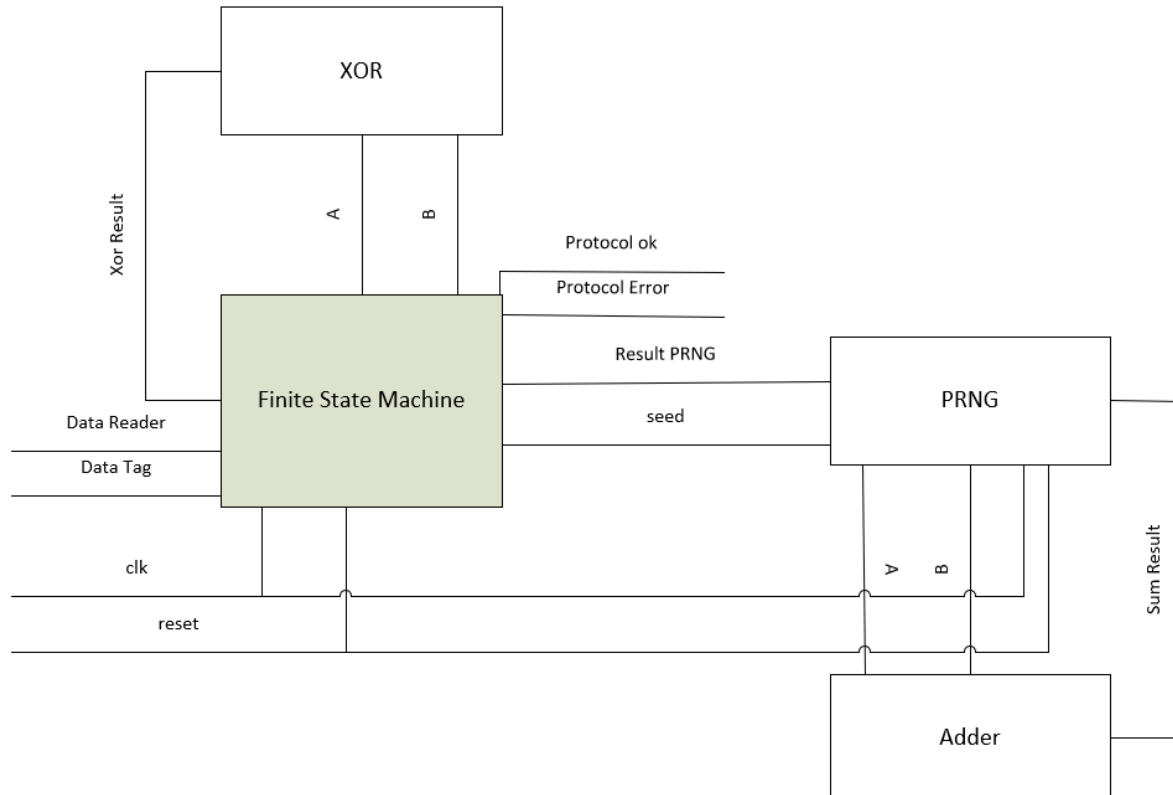 XOR
Xor Result
A
B
Protocol ok
Protocol Error
Result PRNG
Finite State Machine
PRNG
Data Reader
seed
Data Tag
clk
A
B
Sum Result
reset
Adder